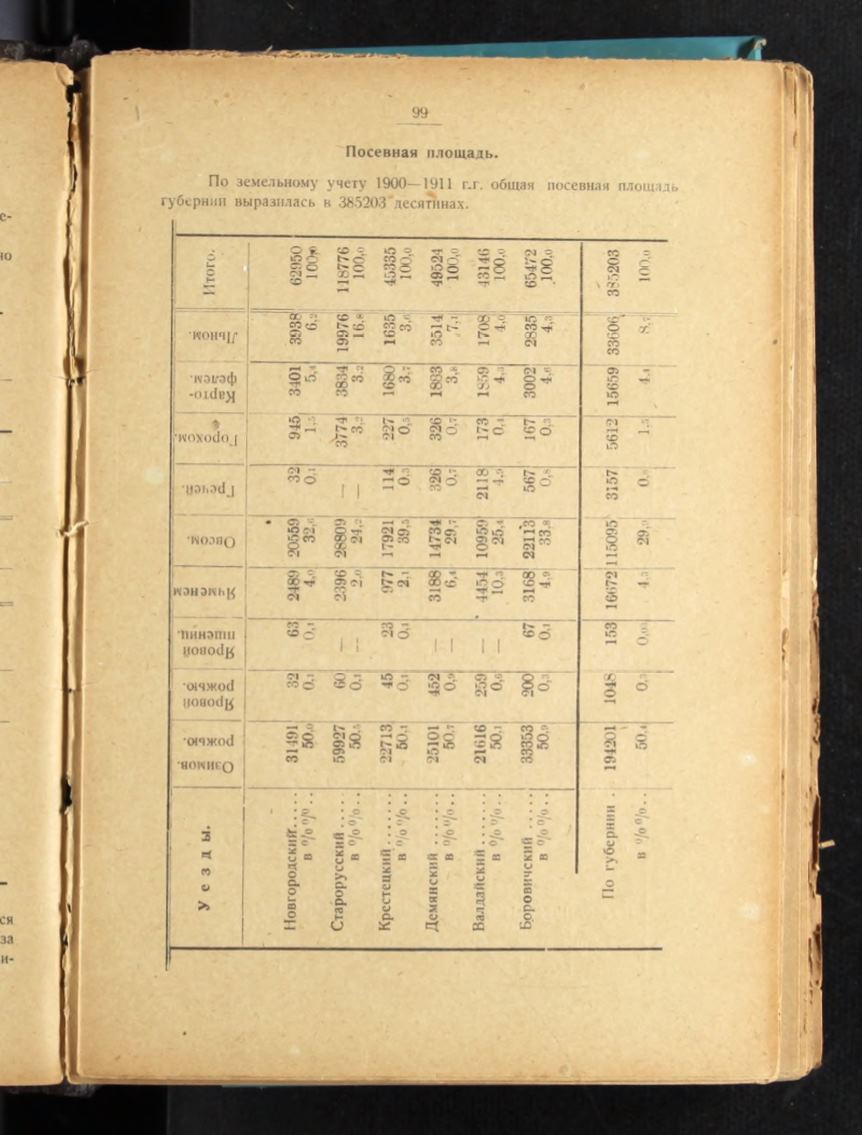 е-
но
ся
за
и-
99
Посевная площадь.
По земельному учету 1900—1911 г.г. общая посевная площадь
губернии выразилась в 385203 десятинах.
Уезды. Озимов. рожью. Яровой рожью. Яровой пшениц. Ячменем Овсом. Гречей. Горохом. Картофелем. Льном. Итого.
Новгородский..... 31491 32 63 2489 20559 32 945 3401 3938 62950
в % % .. 50,0 0,1 0,1 4,0 32,6 0,1 1,5 5,4 6,2 100,0
Старорусский ..... 59927 60 — 2396 28809 — 3774 3834 19976 118776
в % % .. 50,5 0,1 — 2,0 24,2 — 3,2 3,2 16,8 100,0
Крестецкий........ 22713 45 23 977 17921 114 227 1680 1635 45335
в % % .. 50,1 0,1 0,1 2,1 39,5 0,3 0,5 3,7 3,6 100,0
Демянский ........ 25101 452 — 3188 14734 326 326 1883 3514 49524
в % % .. 50,7 0,9 — 6,4 29,7 0,7 0,7 3,8 7,1 100,0
Валдайский........ 21616 259 — 4454 10959 2118 173 1859 1708 43146
в % % .. 50,1 0,6 — 10,3 25,4 4,9 0,4 4,3 4,0 100,0
Боровичский ..... 33353 200 67 3168 22113 567 167 3002 2835 65472
в % % .. 50,9 0,3 0,1 4,9 33,8 0,8 0,3 4,6 4,3 100,0
По губернии . 194201 1048 153 16672 115095 3157 5612 15659 33606 385203
в % % .. 50,4 0,3 4,3 29,9 1,5 4,1 8,7 100,0